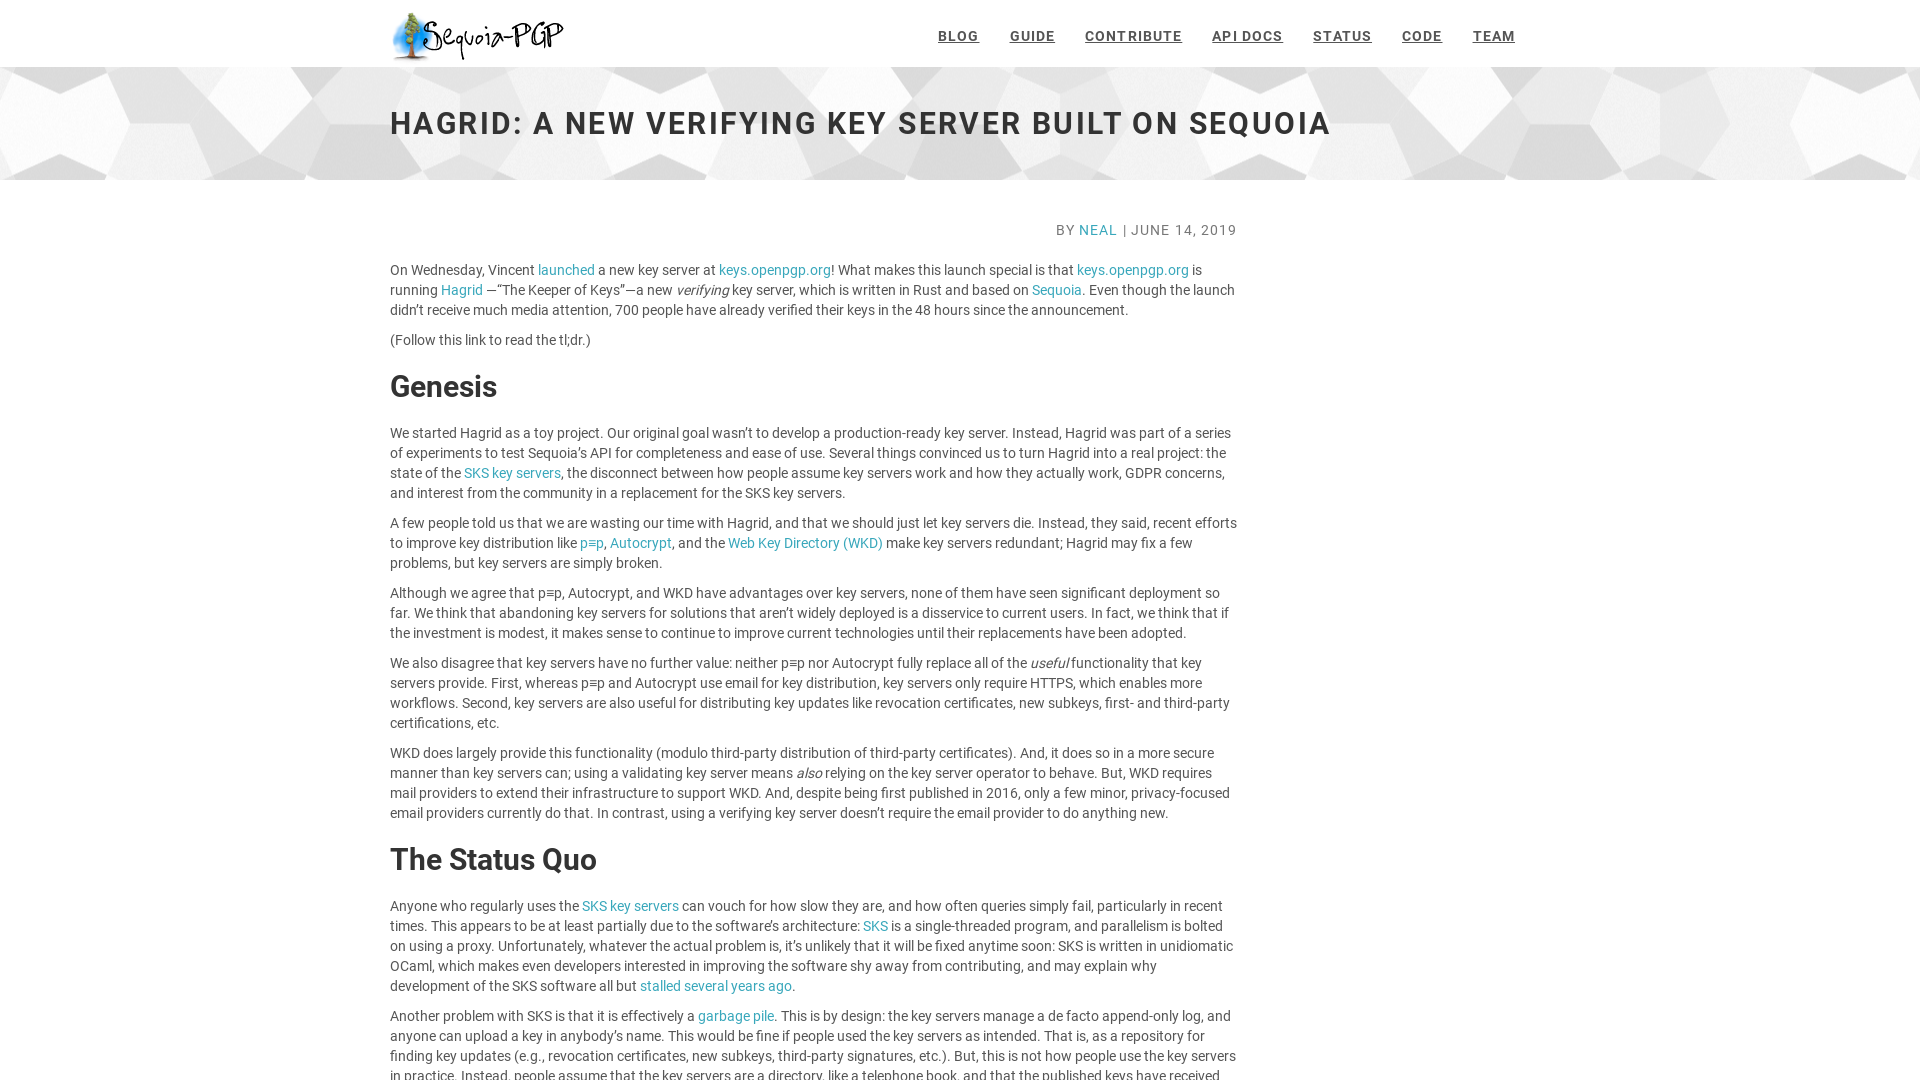 Sequoia-PGP
BLOG GUIDE CONTRIBUTE API DOCS STATUS CODE TEAM
HAGRID: A NEW VERIFYING KEY SERVER BUILT ON SEQUOIA
BY NEAL | JUNE 14, 2019
On Wednesday, Vincent launched a new key server at keys.openpgp.org! What makes this launch special is that keys.openpgp.org is
running Hagrid —“The Keeper of Keys”—a new verifying key server, which is written in Rust and based on Sequoia. Even though the launch
didn’t receive much media attention, 700 people have already verified their keys in the 48 hours since the announcement.
(Follow this link to read the tl;dr.)
Genesis
We started Hagrid as a toy project. Our original goal wasn’t to develop a production-ready key server. Instead, Hagrid was part of a series
of experiments to test Sequoia’s API for completeness and ease of use. Several things convinced us to turn Hagrid into a real project: the
state of the SKS key servers, the disconnect between how people assume key servers work and how they actually work, GDPR concerns,
and interest from the community in a replacement for the SKS key servers.
A few people told us that we are wasting our time with Hagrid, and that we should just let key servers die. Instead, they said, recent efforts
to improve key distribution like p≡p, Autocrypt, and the Web Key Directory (WKD) make key servers redundant; Hagrid may fix a few
problems, but key servers are simply broken.
Although we agree that p≡p, Autocrypt, and WKD have advantages over key servers, none of them have seen significant deployment so
far. We think that abandoning key servers for solutions that aren’t widely deployed is a disservice to current users. In fact, we think that if
the investment is modest, it makes sense to continue to improve current technologies until their replacements have been adopted.
We also disagree that key servers have no further value: neither p≡p nor Autocrypt fully replace all of the useful functionality that key
servers provide. First, whereas p≡p and Autocrypt use email for key distribution, key servers only require HTTPS, which enables more
workflows. Second, key servers are also useful for distributing key updates like revocation certificates, new subkeys, first- and third-party
certifications, etc.
WKD does largely provide this functionality (modulo third-party distribution of third-party certificates). And, it does so in a more secure
manner than key servers can; using a validating key server means also relying on the key server operator to behave. But, WKD requires
mail providers to extend their infrastructure to support WKD. And, despite being first published in 2016, only a few minor, privacy-focused
email providers currently do that. In contrast, using a verifying key server doesn’t require the email provider to do anything new.
The Status Quo
Anyone who regularly uses the SKS key servers can vouch for how slow they are, and how often queries simply fail, particularly in recent
times. This appears to be at least partially due to the software’s architecture: SKS is a single-threaded program, and parallelism is bolted
on using a proxy. Unfortunately, whatever the actual problem is, it’s unlikely that it will be fixed anytime soon: SKS is written in unidiomatic
OCaml, which makes even developers interested in improving the software shy away from contributing, and may explain why
development of the SKS software all but stalled several years ago.
Another problem with SKS is that it is effectively a garbage pile. This is by design: the key servers manage a de facto append-only log, and
anyone can upload a key in anybody’s name. This would be fine if people used the key servers as intended. That is, as a repository for
finding key updates (e.g., revocation certificates, new subkeys, third-party signatures, etc.). But, this is not how people use the key servers
in practice. Instead, people assume that the key servers are a directory, like a telephone book, and that the published keys have received